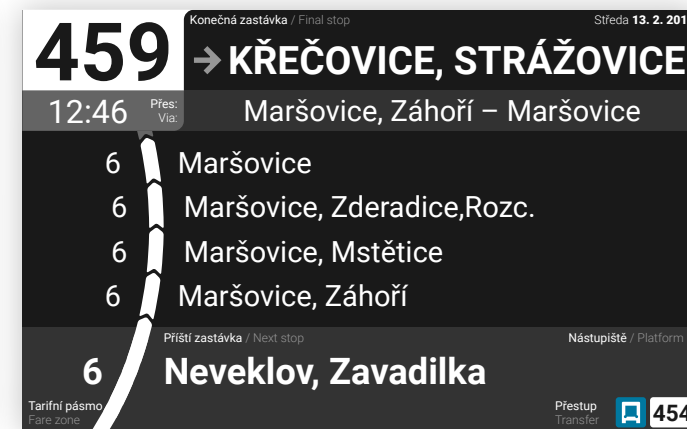 459
Konečná zastávka / Final stop
Středa 13. 2. 201
→ KŘEČOVICE, STRÁŽOVICE
12:46
Přes:
Via:
Maršovice, Záhoří – Maršovice
6 Maršovice
6 Maršovice, Zderadice,Rozc.
6 Maršovice, Mstětice
6 Maršovice, Záhoří
Příští zastávka / Next stop
Nástupiště / Platform
6 Neveklov, Zavadilka
Tarifní pásmo
Fare zone
Přestup
Transfer
454